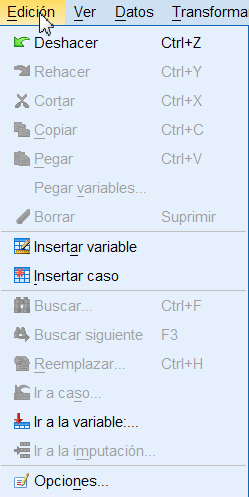 Edición Ver Datos Transforma
Deshacer Ctrl+Z
Rehacer Ctrl+Y
Cortar Ctrl+X
Copiar Ctrl+C
Pegar Ctrl+V
Pegar variables...
Borrar Suprimir
Insertar variable
Insertar caso
Buscar... Ctrl+F
Buscar siguiente F3
Reemplazar... Ctrl+H
Ir a caso...
Ir a la variable:...
Ir a la imputación...
Opciones...